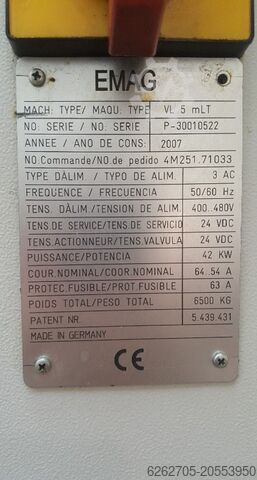 EMAG
MACH. TYPE/ MAQU. TYPE VL 5 mLT
NO. SERIE / NO. SERIE P-30010522
ANNEE / ANO DE CONS: 2007
NO.Commande/NO.de pedido 4M251.71033
TYPE DÀLIM. / TYPO DE ALIM. 3 AC
FREQUENCE / FRECUENCIA 50/60 Hz
TENS. DÀLIM./TENSION DE ALIM. 400..480V
TENS DE SERVICE/TENS DE SERVICIO 24 VDC
TENS.ACTIONNEUR/TENS.VALVULA 24 VDC
PUISSANCE/POTENCIA 42 KW
COUR.NOMINAL/COOR.NOMINAL 64..54 A
PROTEC.FUSIBLE/PROT.FUSIBLE 63 A
POIDS TOTAL/PESO TOTAL 6500 KG
PATENT NR. 5.439.431
MADE IN GERMANY
CE
6262705-20553950